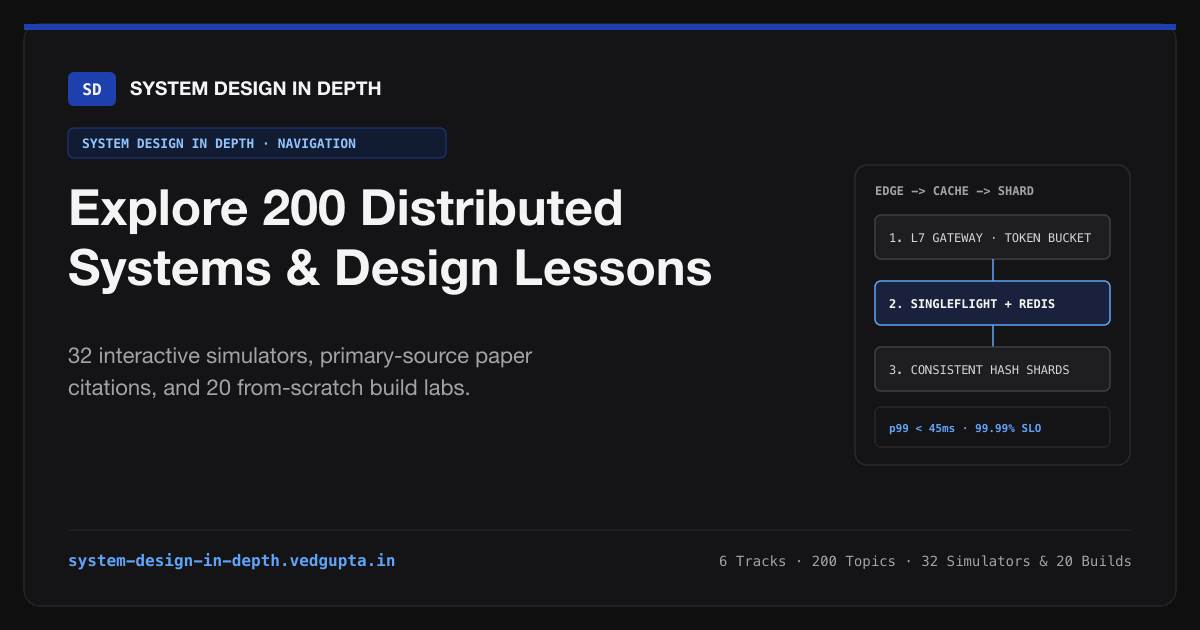 SD
SYSTEM DESIGN IN DEPTH
SYSTEM DESIGN IN DEPTH · NAVIGATION
Explore 200 Distributed
Systems & Design Lessons
32 interactive simulators, primary-source paper
citations, and 20 from-scratch build labs.
EDGE —> CACHE —> SHARD
1. L7 GATEWAY · TOKEN BUCKET
2. SINGLEFLIGHT + REDIS
3. CONSISTENT HASH SHARDS
p99 < 45ms · 99.99% SLO
system-design-in-depth.vedgupta.in
6 Tracks · 200 Topics · 32 Simulators & 20 Builds